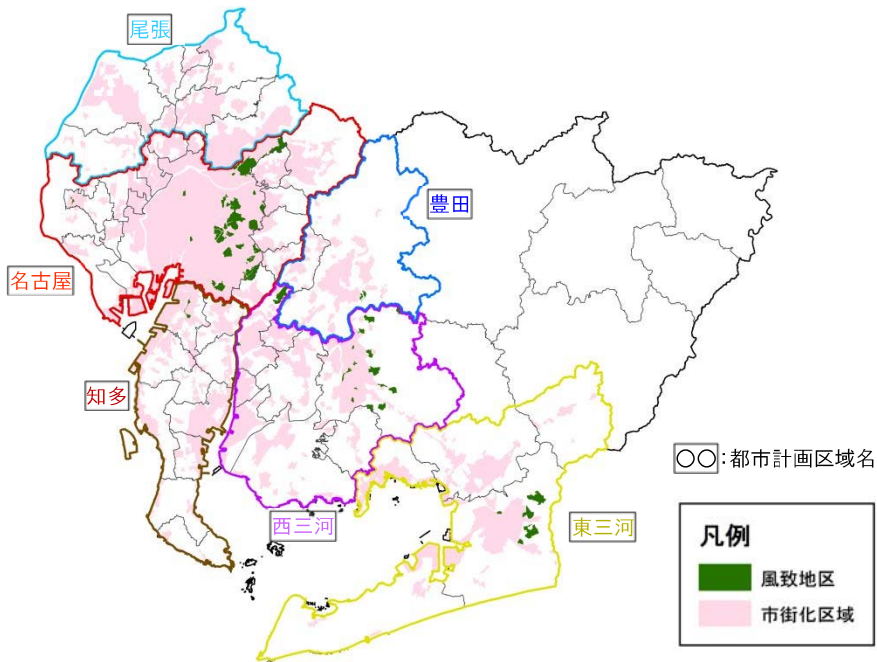 尾張
豊田
名古屋
知多
○○:都市計画区域名
西三河
東三河
凡例
風致地区
市街化区域